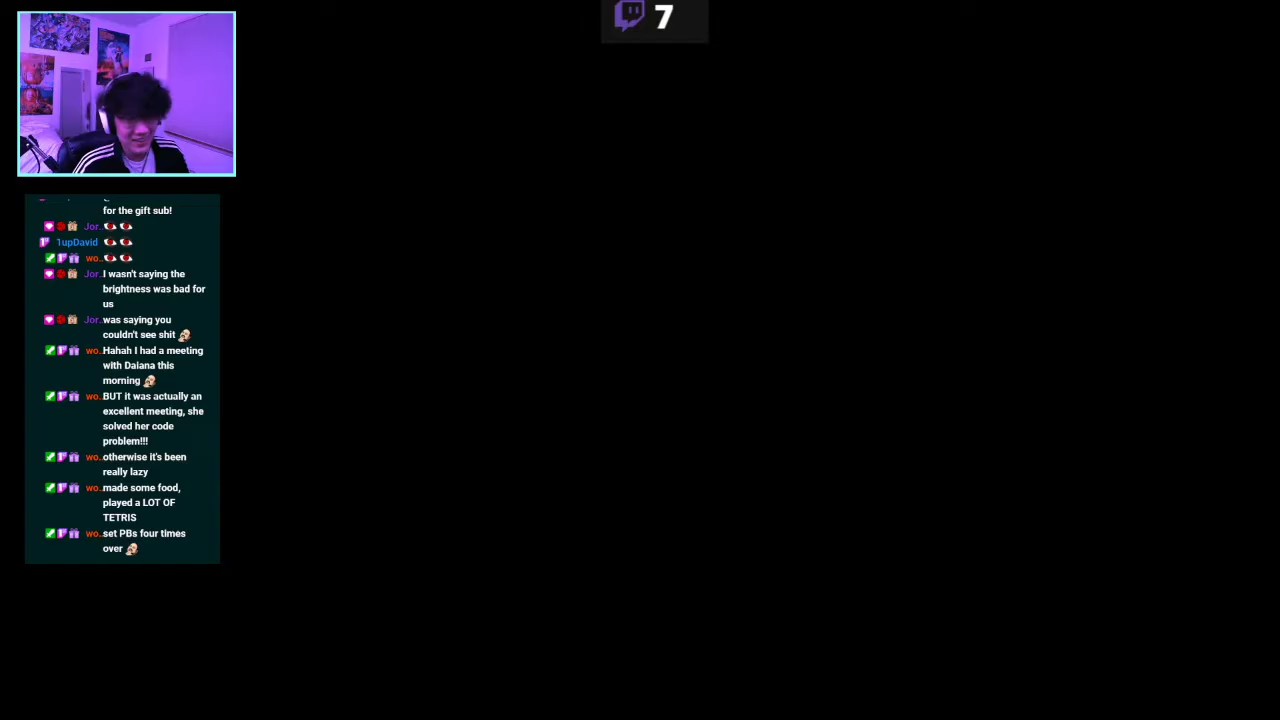 7
for the gift sub!
Jor..
1upDavid
wo..
Jor..I wasn't saying the
brightness was bad for
us
Jor..was saying you
couldn't see shit
wo..Hahah I had a meeting
with Daiana this
morning
wo..BUT it was actually an
excellent meeting, she
solved her code
problem!!!
wo..otherwise it's been
really lazy
wo..made some food,
played a LOT OF
TETRIS
wo..set PBs four times
over